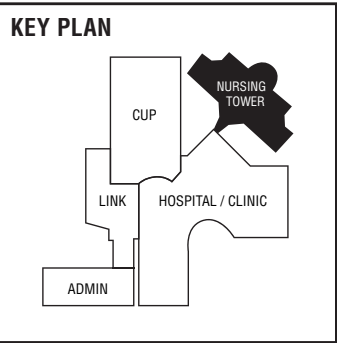 KEY PLAN
NURSING
TOWER
CUP
LINK
HOSPITAL / CLINIC
ADMIN